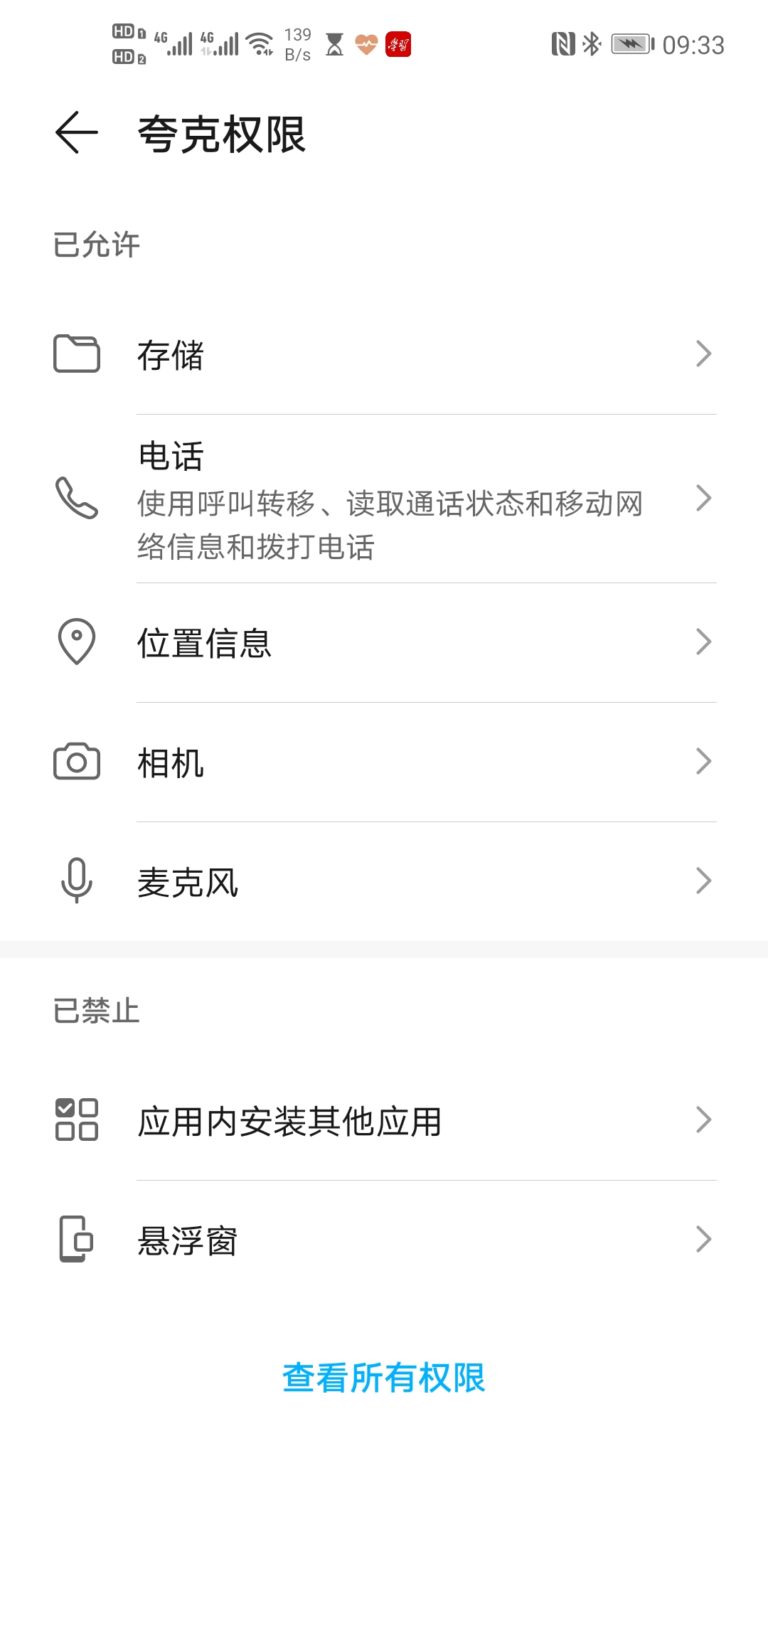 HD 1 4G 4G 139 09:33
HD 2 B/s
学习
夸克权限
已允许
存储
电话
使用呼叫转移、读取通话状态和移动网
络信息和拨打电话
位置信息
相机
麦克风
已禁止
应用内安装其他应用
悬浮窗
查看所有权限